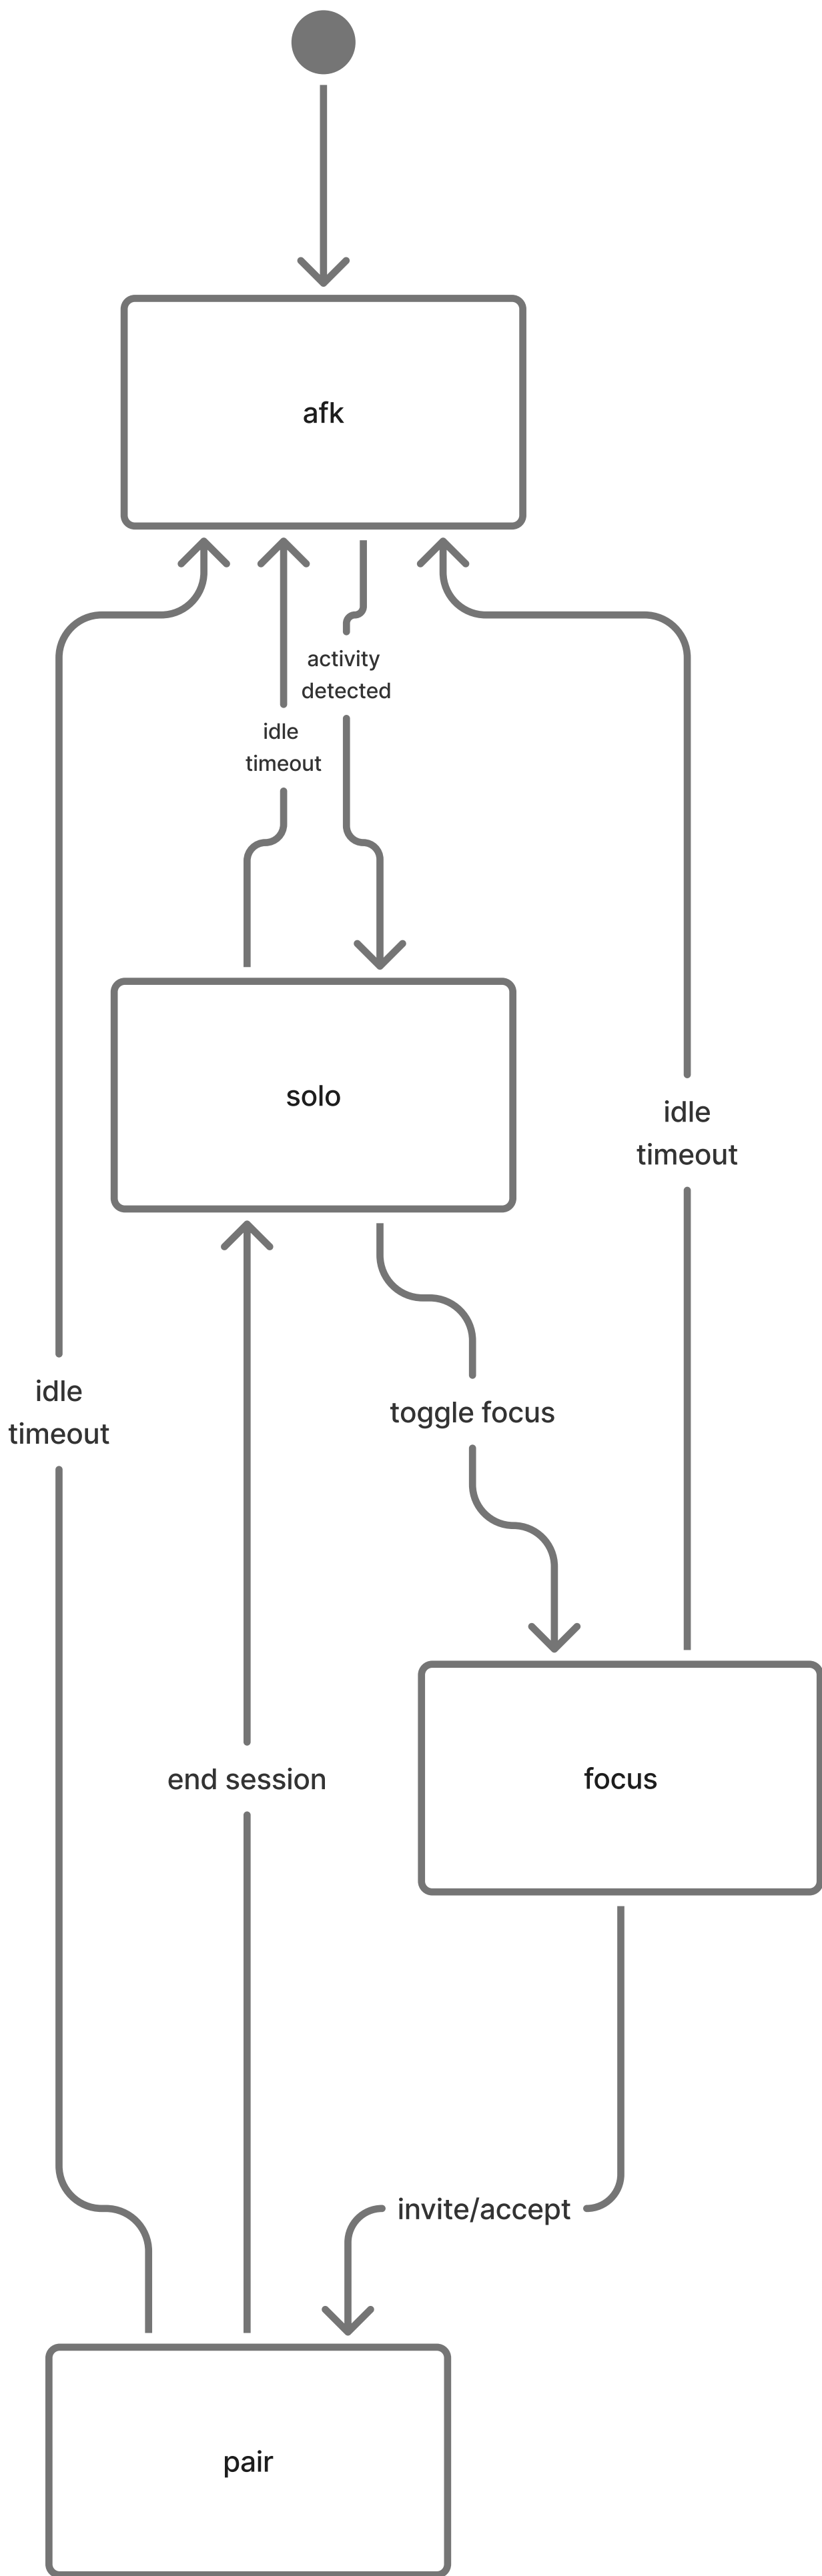 afk
activity
detected
idle
timeout
solo
idle
timeout
idle
timeout
toggle focus
end session
focus
invite/accept
pair